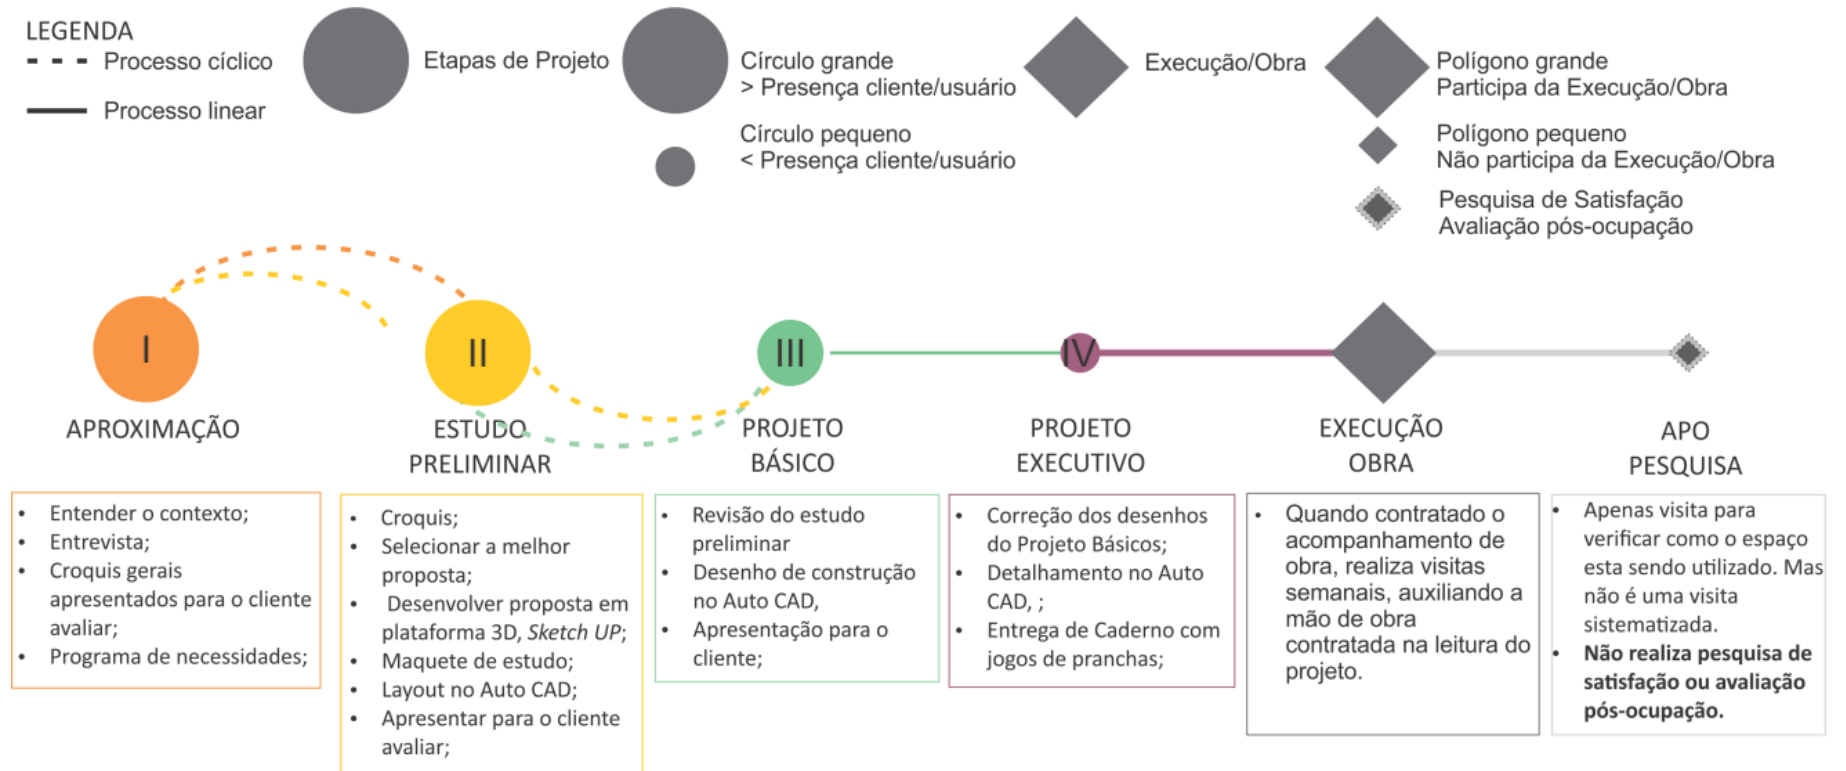 LEGENDA
Processo cíclico
Processo linear
Etapas de Projeto
Círculo grande
> Presença cliente/usuário
Círculo pequeno
< Presença cliente/usuário
Execução/Obra
Polígono grande
Participa da Execução/Obra
Polígono pequeno
Não participa da Execução/Obra
Pesquisa de Satisfação
Avaliação pós-ocupação
I
II
III
IV
APROXIMAÇÃO
ESTUDO
PRELIMINAR
PROJETO
BÁSICO
PROJETO
EXECUTIVO
EXECUÇÃO
OBRA
APO
PESQUISA
• Entender o contexto;
• Entrevista;
• Croquis gerais
apresentados para o cliente
avaliar;
• Programa de necessidades;
• Croquis;
• Selecionar a melhor
proposta;
• Desenvolver proposta em
plataforma 3D, Sketch UP;
• Maquete de estudo;
• Layout no Auto CAD;
• Apresentar para o cliente
avaliar;
• Revisão do estudo
preliminar
• Desenho de construção
no Auto CAD,
• Apresentação para o
cliente;
• Correção dos desenhos
do Projeto Básicos;
• Detalhamento no Auto
CAD, ;
• Entrega de Caderno com
jogos de pranchas;
• Quando contratado o
acompanhamento de
obra, realiza visitas
semanais, auxiliando a
mão de obra
contratada na leitura do
projeto.
• Apenas visita para
verificar como o espaço
esta sendo utilizado. Mas
não é uma visita
sistematizada.
• Não realiza pesquisa de
satisfação ou avaliação
pós-ocupação.